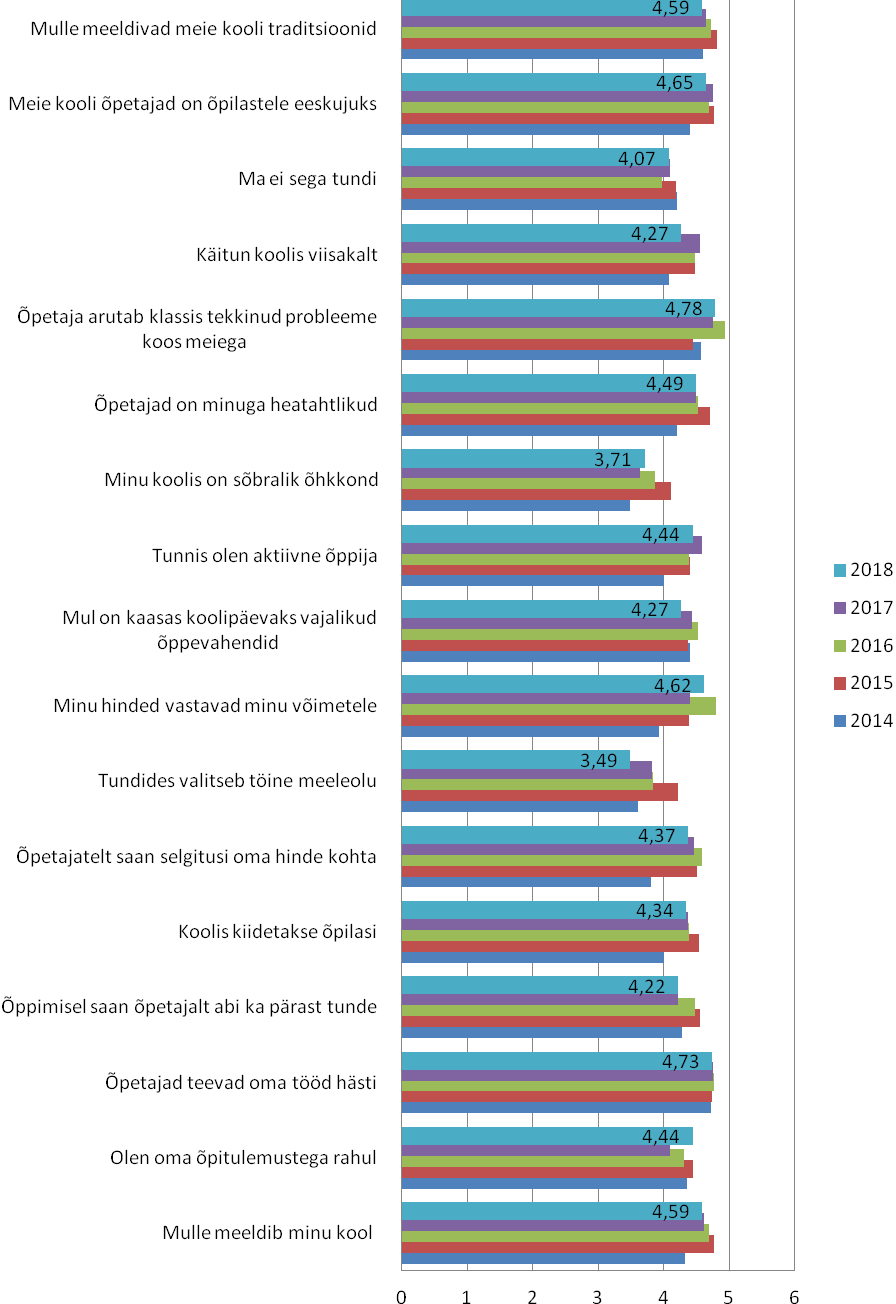 Mulle meeldivad meie kooli traditsioonid
4,59
Meie kooli õpetajad on õpilastele eeskujuks
4,65
Ma ei sega tundi
4,07
Käitun koolis viisakalt
4,27
Õpetaja arutab klassis tekkinud probleeme
koos meiega
4,78
Õpetajad on minuga heatahtlikud
4,49
Minu koolis on sõbralik õhkkond
3,71
Tunnis olen aktiivne õppija
4,44
Mul on kaasas koolipäevaks vajalikud
õppevahendid
4,27
Minu hinded vastavad minu võimetele
4,62
Tundides valitseb töine meeleolu
3,49
Õpetajatelt saan selgitusi oma hinde kohta
4,37
Koolis kiidetakse õpilasi
4,34
Õppimisel saan õpetajalt abi ka pärast tunde
4,22
Õpetajad teevad oma tööd hästi
4,73
Olen oma õpitulemustega rahul
4,44
Mulle meeldib minu kool
4,59
0 1 2 3 4 5 6
2018
2017
2016
2015
2014